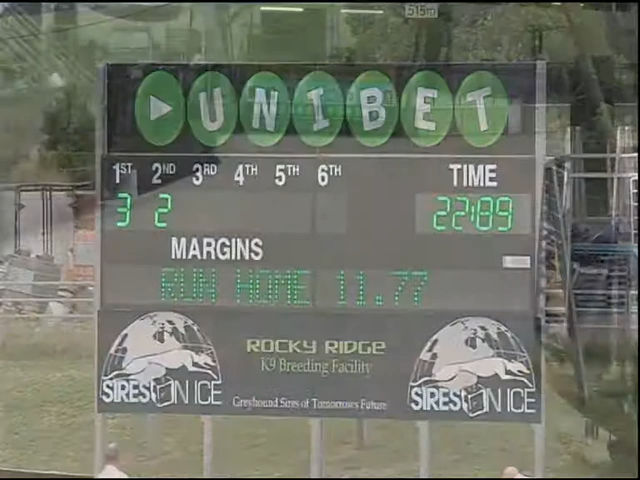 515m
UNIBET
1ST 2ND 3RD 4TH 5TH 6TH TIME
3 2 22:89
MARGINS
RUN HOME 11.77
ROCKY RIDGE
K9 Breeding Facility
SIRES ON ICE
SIRES ON ICE
Greyhound Sires of Tomorrows Future